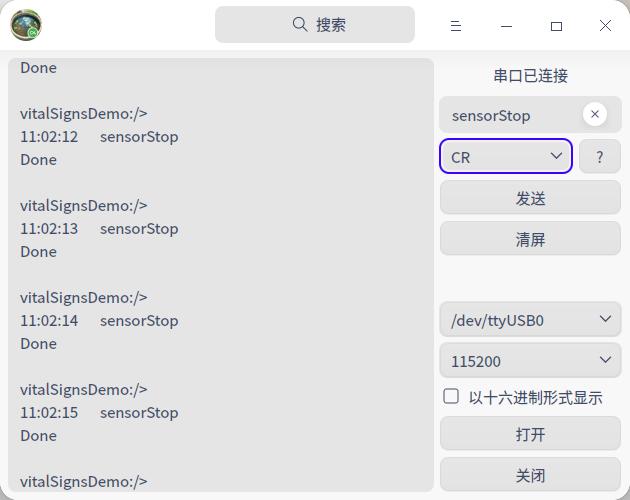 搜索
Done
vitalSignsDemo:/>
11:02:12 sensorStop
Done
vitalSignsDemo:/>
11:02:13 sensorStop
Done
vitalSignsDemo:/>
11:02:14 sensorStop
Done
vitalSignsDemo:/>
11:02:15 sensorStop
Done
vitalSignsDemo:/>
串口已连接
sensorStop
CR
?
发送
清屏
/dev/ttyUSB0
115200
以十六进制形式显示
打开
关闭